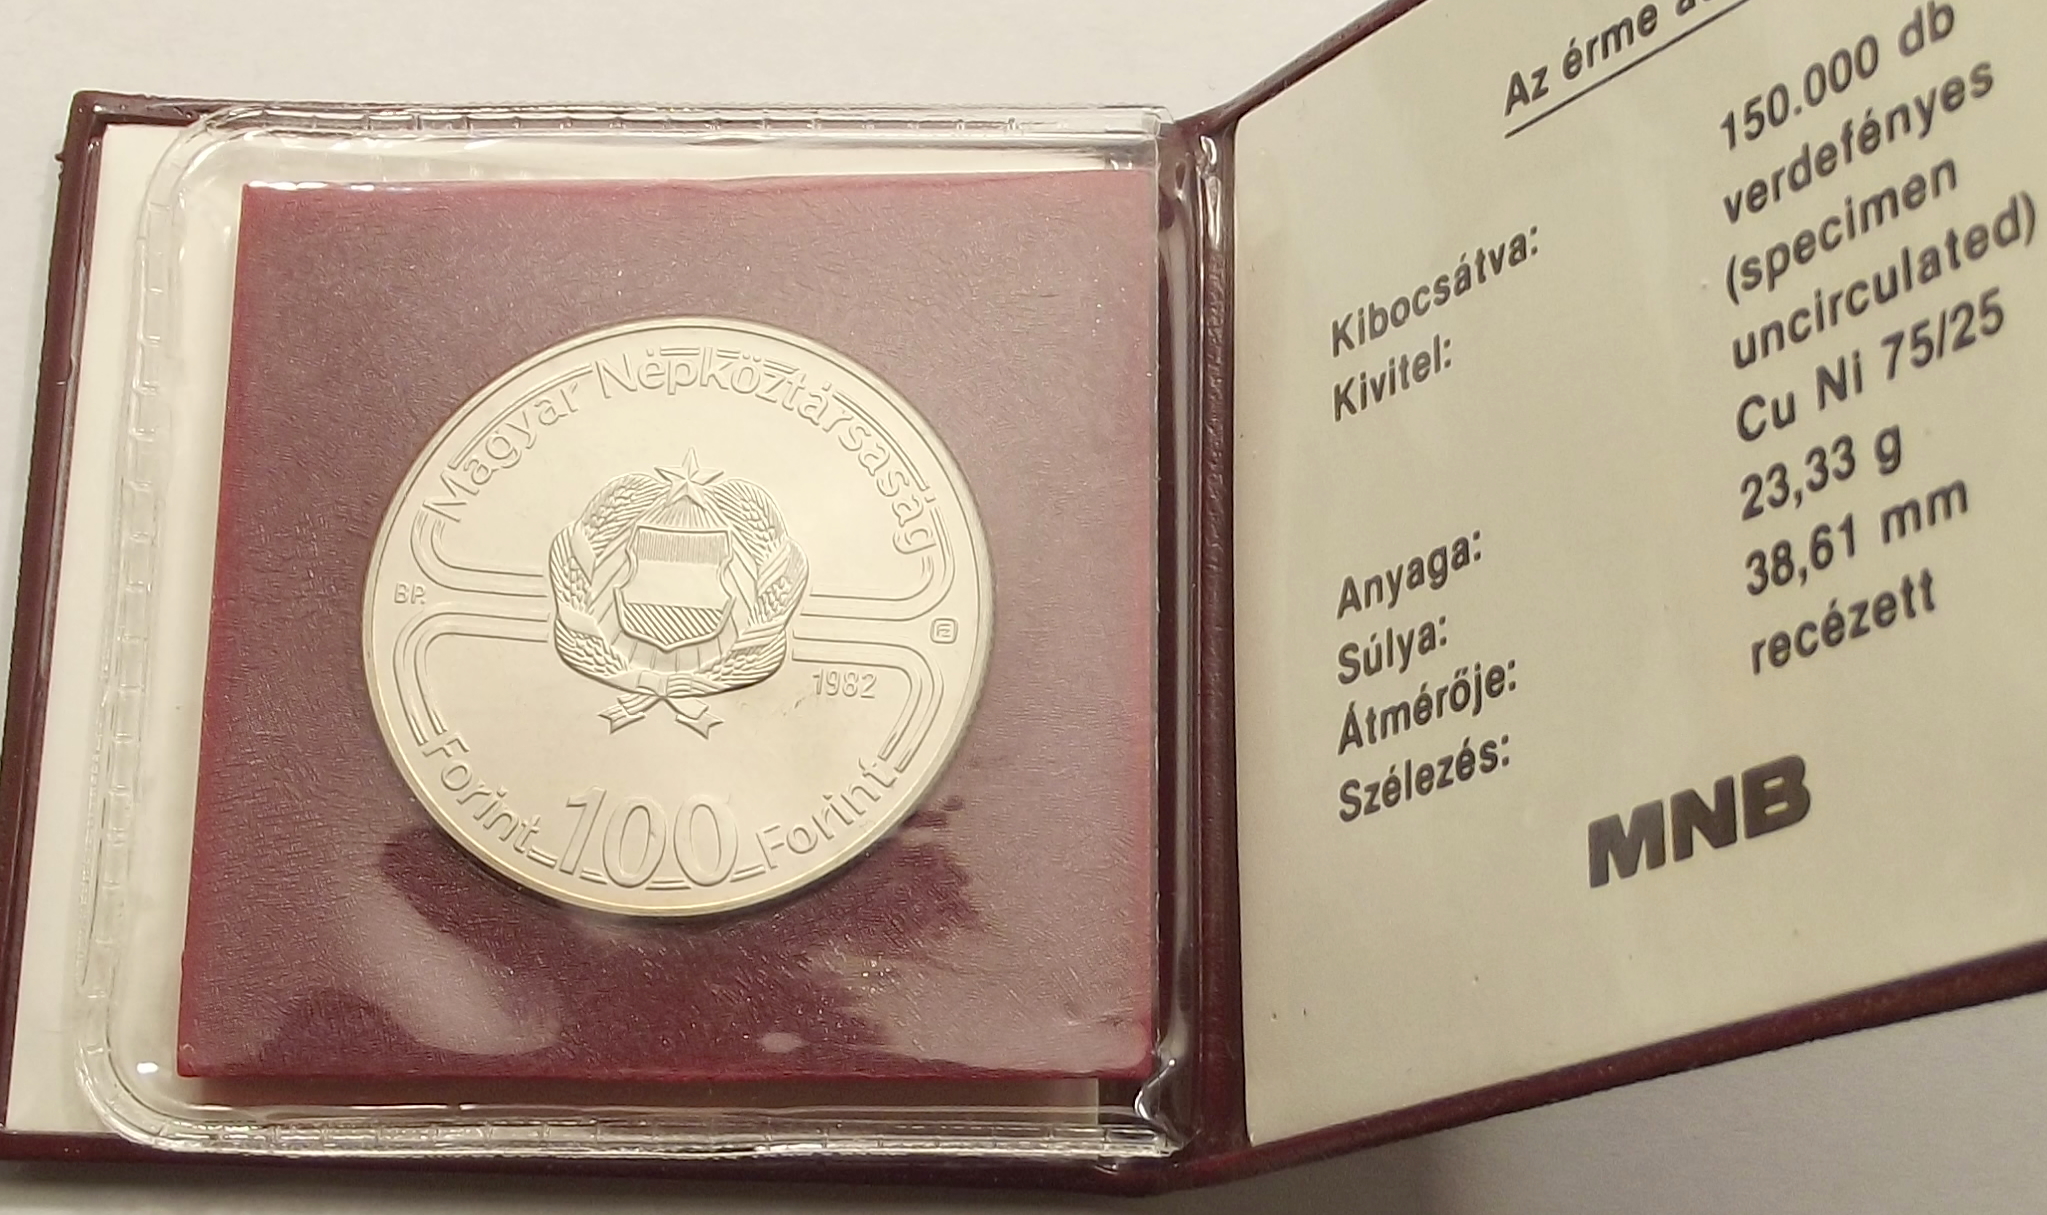 Magyar Népköztársaság
BP.
1982
Forint 100 Forint
Az érme
Kibocsátva: 150.000 db
Kivitel: verdefényes
(specimen
uncirculated)
Anyaga: Cu Ni 75/25
Súlya: 23,33 g
Átmérője: 38,61 mm
Szélezés: recézett
MNB